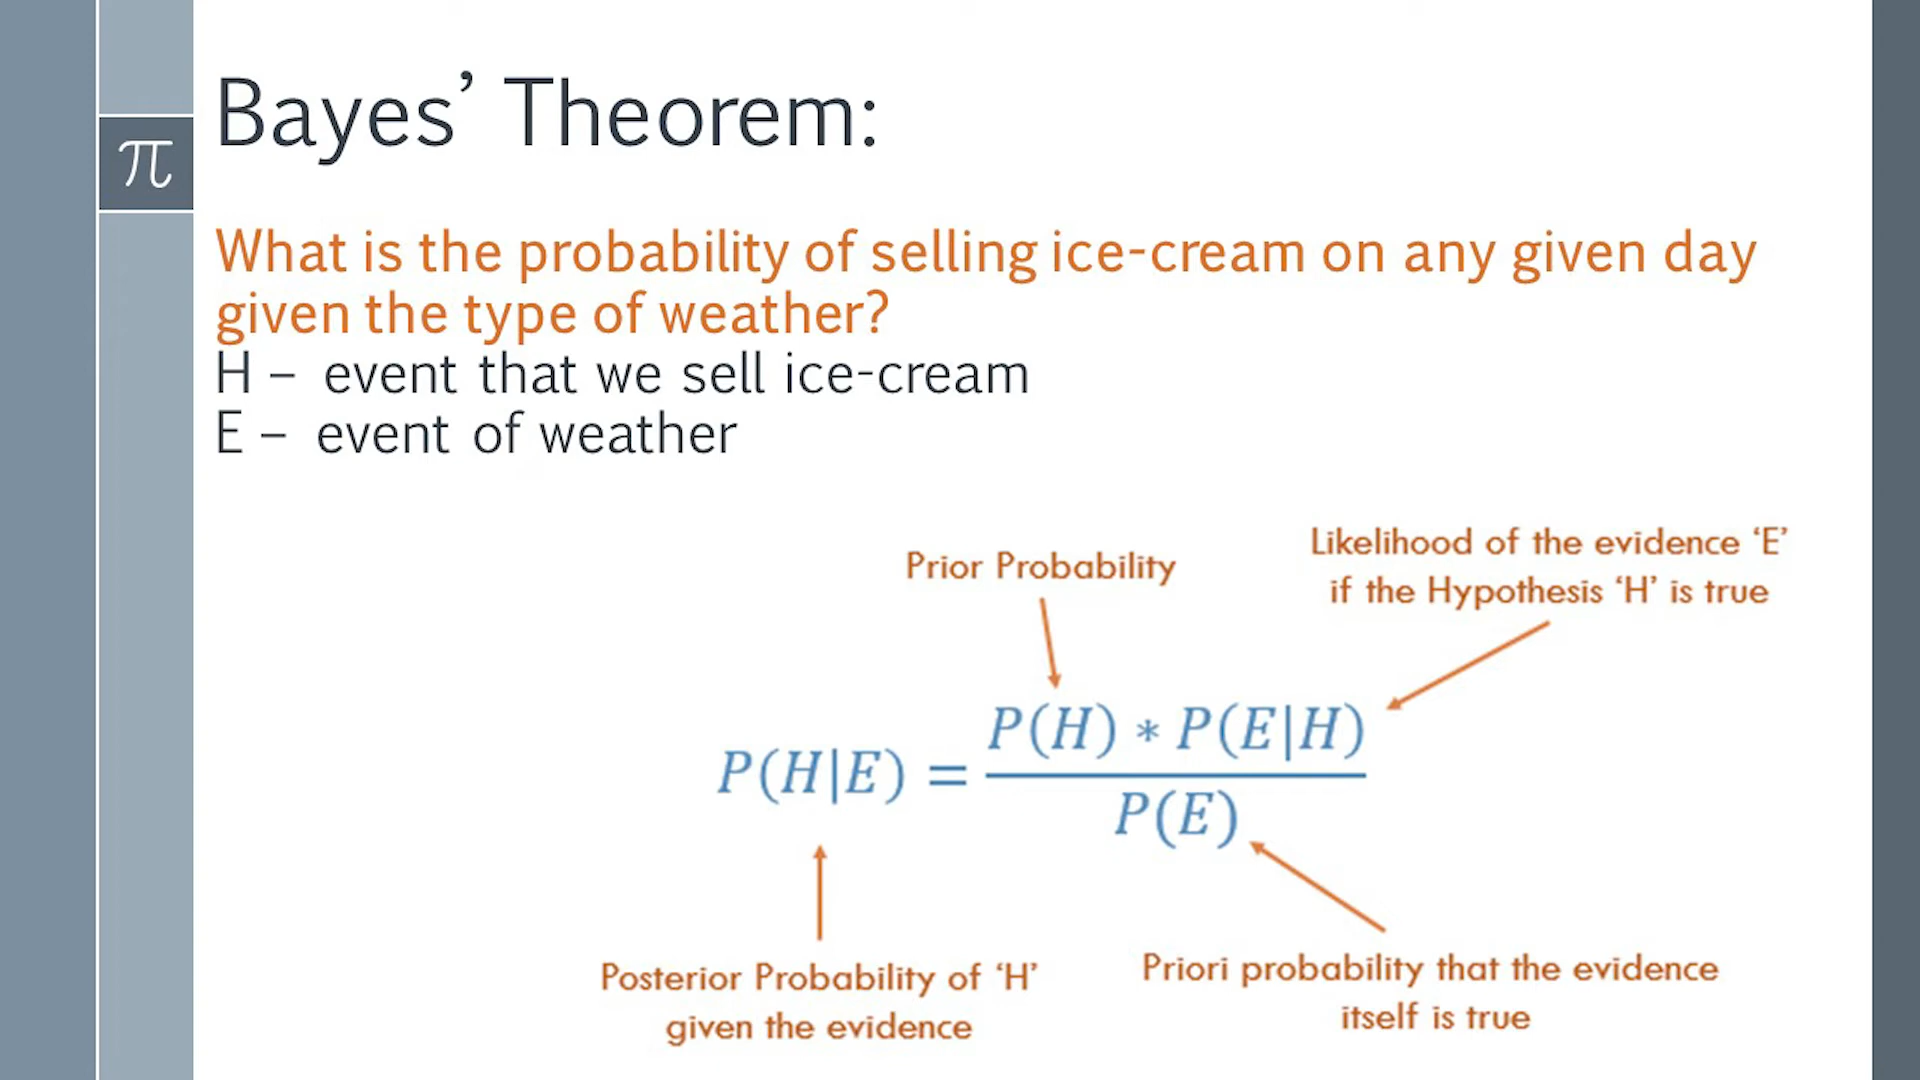 Bayes’ Theorem:
π
What is the probability of selling ice-cream on any given day
given the type of weather?
H – event that we sell ice-cream
E – event of weather
Prior Probability
Likelihood of the evidence ‘E’
if the Hypothesis ‘H’ is true
P(H|E) = P(H) * P(E|H)
P(E)
Posterior Probability of ‘H’
given the evidence
Priori probability that the evidence
itself is true